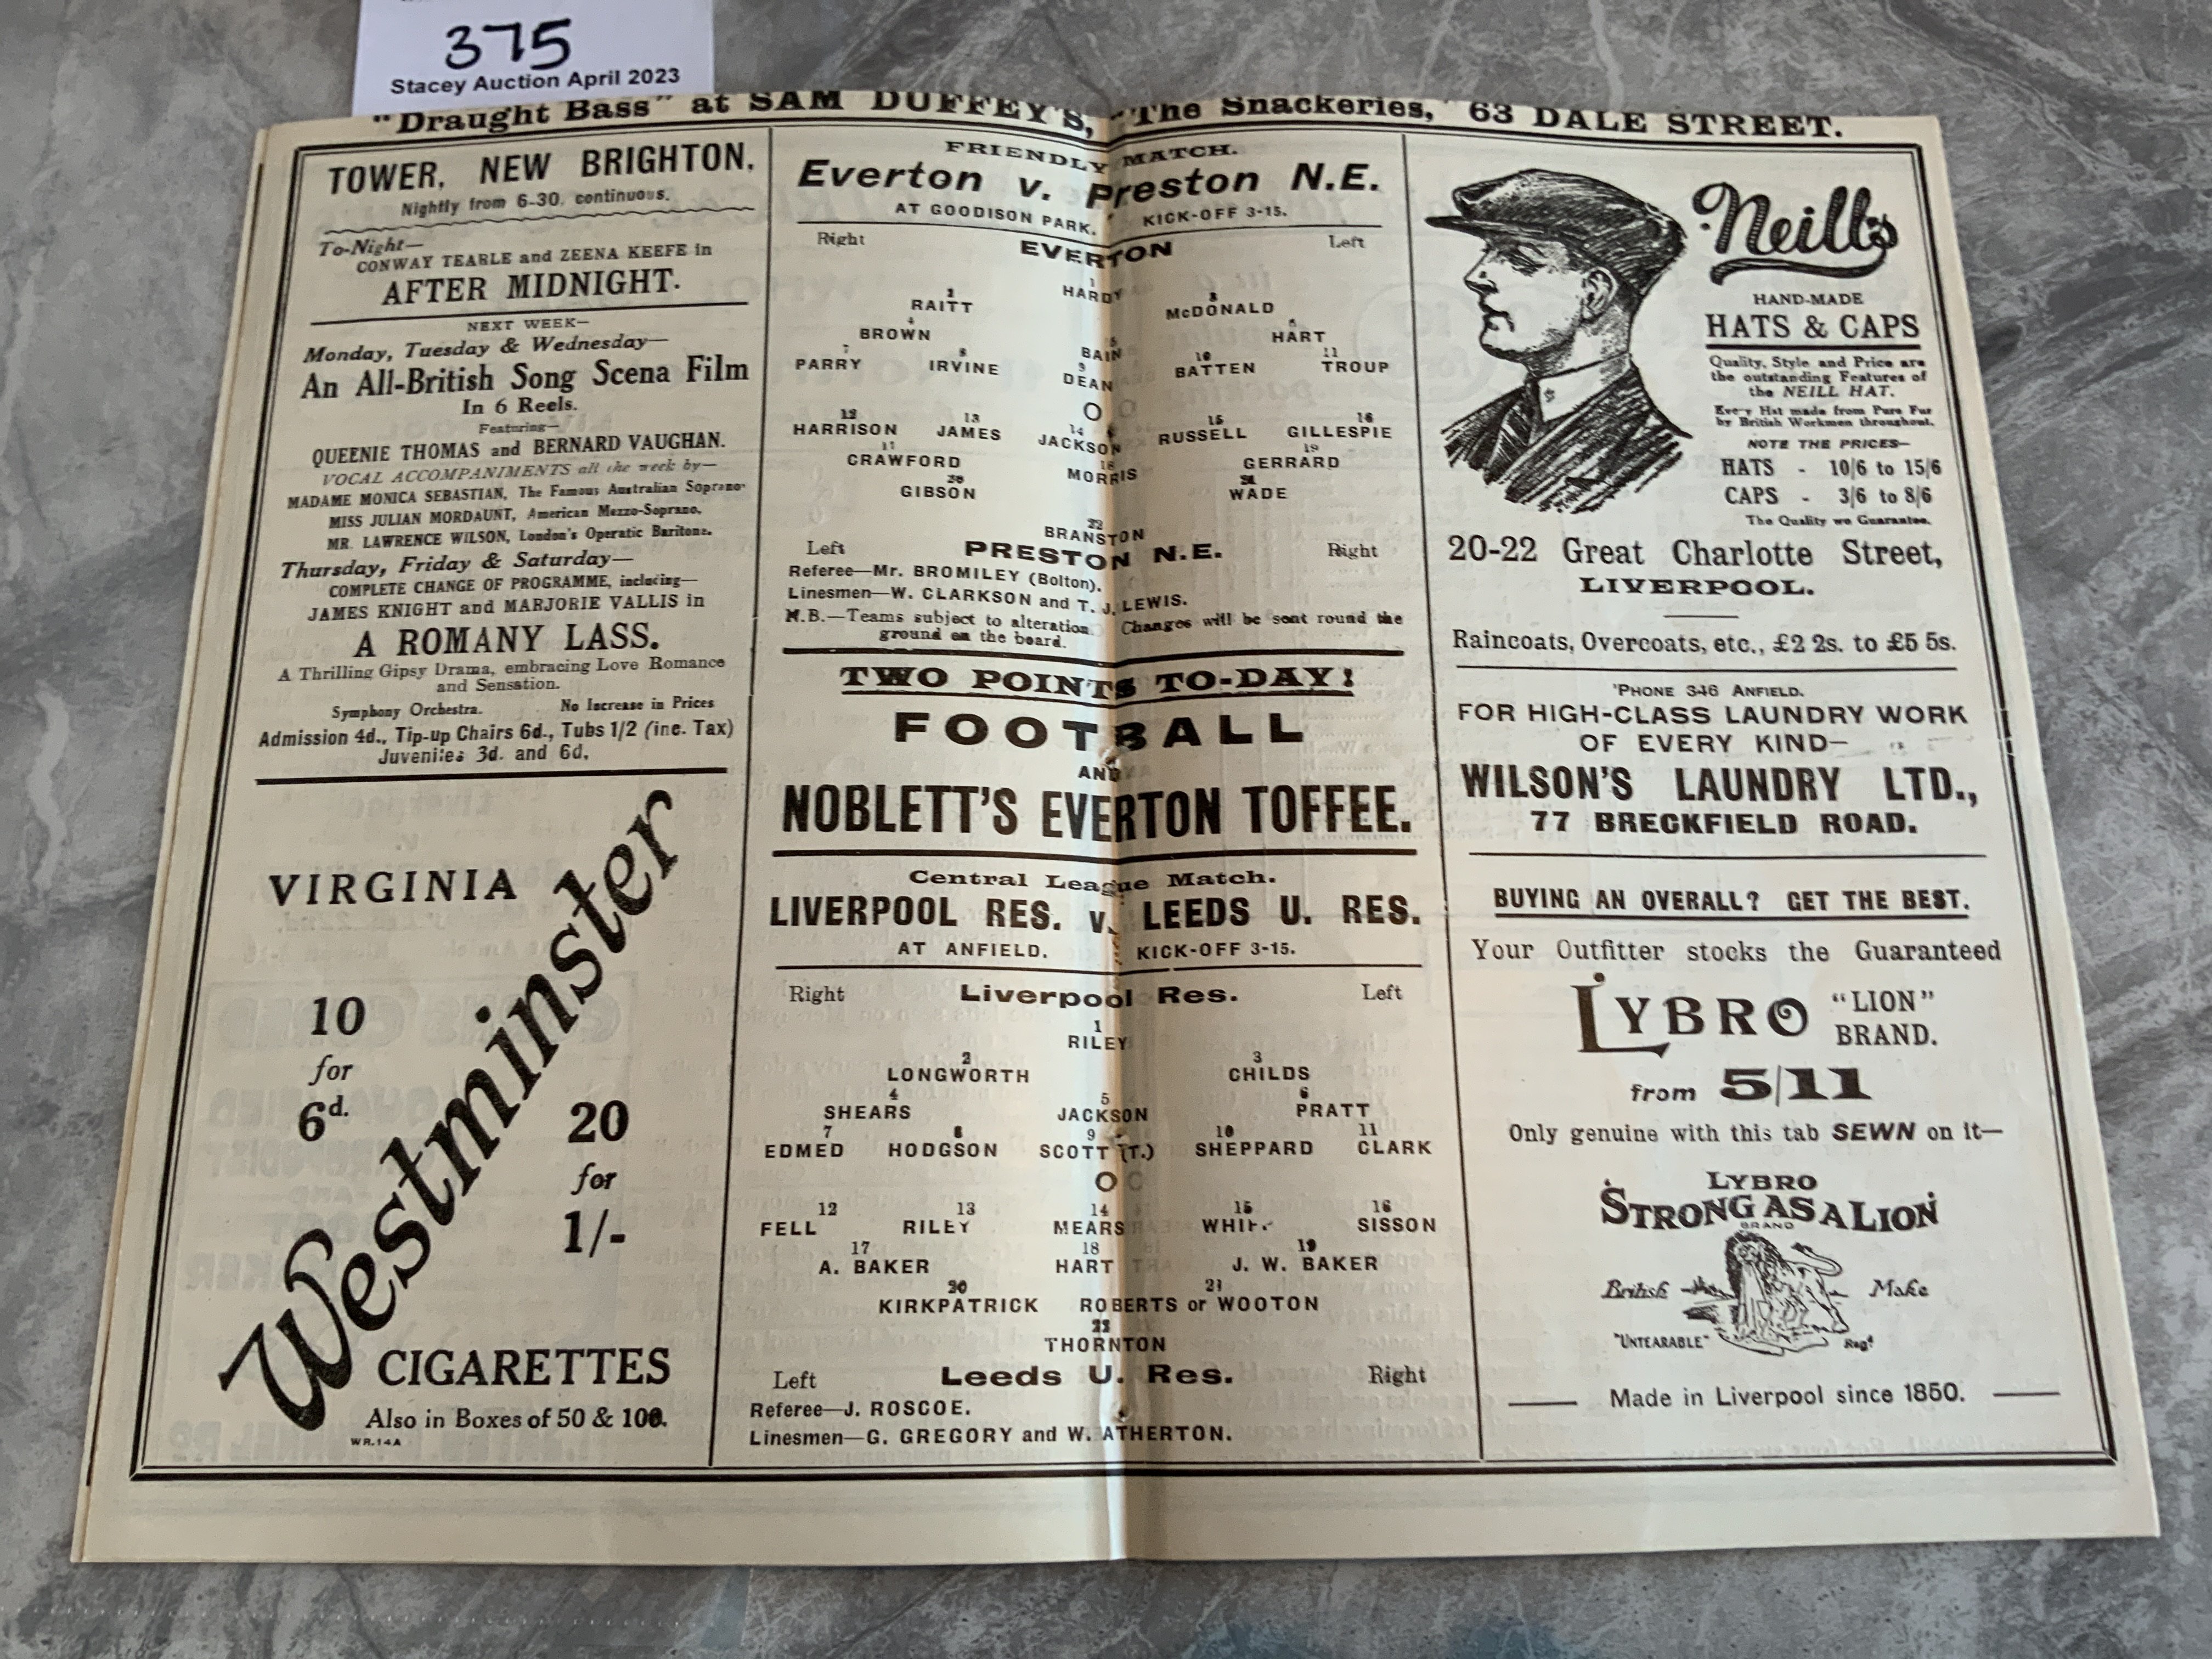 375
Stacey Auction April 2023
"Draught Bass" at SAM DUFFEY'S, "The Snackeries," 63 DALE STREET.
TOWER, NEW BRIGHTON.
Nightly from 6-30. continuous.
To-Night—
CONWAY TEARLE and ZEENA KEEFE in
AFTER MIDNIGHT.
NEXT WEEK—
Monday, Tuesday & Wednesday—
An All-British Song Scena Film
In 6 Reels.
Featuring—
QUEENIE THOMAS and BERNARD VAUGHAN.
VOCAL ACCOMPANIMENTS all the week by—
MADAME MONICA SEBASTIAN, The Famous Australian Soprano.
MISS JULIAN MORDAUNT, American Mezzo-Soprano.
MR. LAWRENCE WILSON, London's Operatic Baritone.
Thursday, Friday & Saturday—
COMPLETE CHANGE OF PROGRAMME, including—
JAMES KNIGHT and MARJORIE VALLIS in
A ROMANY LASS.
A Thrilling Gipsy Drama, embracing Love Romance
and Sensation.
Symphony Orchestra. No Increase in Prices
Admission 4d., Tip-up Chairs 6d., Tubs 1/2 (inc. Tax)
Juveniles 3d. and 6d.
VIRGINIA
Westminster
10
for
6d.
20
for
1/-
CIGARETTES
Also in Boxes of 50 & 100.
WR.14A
FRIENDLY MATCH.
Everton v. Preston N.E.
AT GOODISON PARK. KICK-OFF 3-15.
Right EVERTON Left
1
HARDY
2 3
RAITT McDONALD
4 5 6
BROWN BAIN HART
7 8 9 10 11
PARRY IRVINE DEAN BATTEN TROUP
O
12 13 14 15 16
HARRISON JAMES JACKSON RUSSELL GILLESPIE
17 18 19
CRAWFORD MORRIS GERRARD
20 21
GIBSON WADE
22
BRANSTON
Left PRESTON N.E. Right
Referee—Mr. BROMILEY (Bolton).
Linesmen—W. CLARKSON and T. J. LEWIS.
N.B.—Teams subject to alteration. Changes will be sent round the
ground on the board.
TWO POINTS TO-DAY!
FOOTBALL
AND
NOBLETT'S EVERTON TOFFEE.
Central League Match.
LIVERPOOL RES. v. LEEDS U. RES.
AT ANFIELD. KICK-OFF 3-15.
Right Liverpool Res. Left
1
RILEY
2 3
LONGWORTH CHILDS
4 5 6
SHEARS JACKSON PRATT
7 8 9 10 11
EDMED HODGSON SCOTT (T.) SHEPPARD CLARK
O
12 13 14 15 16
FELL RILEY MEARS SISSON
17 18 19
A. BAKER HART J. W. BAKER
20 21
KIRKPATRICK ROBERTS or WOOTON
22
THORNTON
Left Leeds U. Res. Right
Referee—J. ROSCOE.
Linesmen—G. GREGORY and W. ATHERTON.
Neill's
HAND-MADE
HATS & CAPS
Quality, Style and Price are
the outstanding Features of
the NEILL HAT.
Every Hat made from Pure Fur
by British Workmen throughout.
NOTE THE PRICES—
HATS - 10/6 to 15/6
CAPS - 3/6 to 8/6
The Quality we Guarantee.
20-22 Great Charlotte Street,
LIVERPOOL.
Raincoats, Overcoats, etc., £2 2s. to £5 5s.
'PHONE 346 ANFIELD.
FOR HIGH-CLASS LAUNDRY WORK
OF EVERY KIND—
WILSON'S LAUNDRY LTD.,
77 BRECKFIELD ROAD.
BUYING AN OVERALL? GET THE BEST.
Your Outfitter stocks the Guaranteed
LYBRO "LION"
BRAND.
from 5/11
Only genuine with this tab SEWN on it—
LYBRO
STRONG AS A LION
BRAND
British Make
"UNTEARABLE" Regd
Made in Liverpool since 1850.